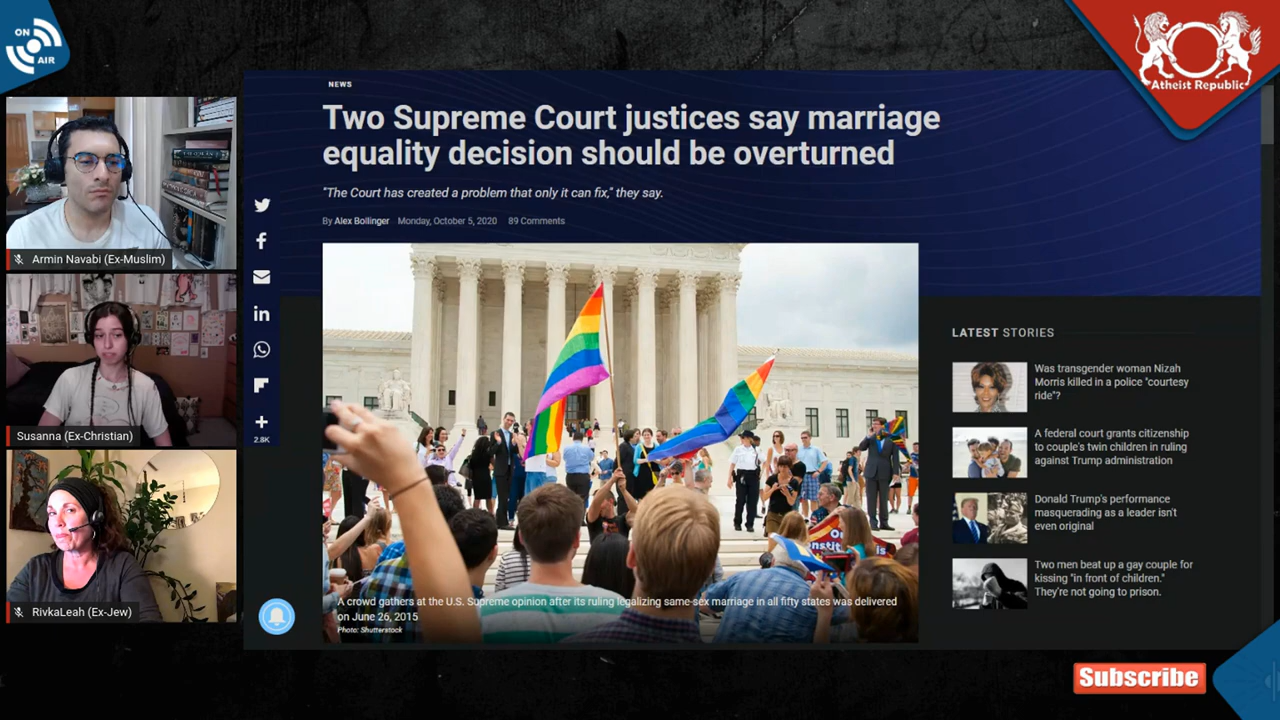 ON
AIR
Atheist Republic
NEWS
Two Supreme Court justices say marriage
equality decision should be overturned
"The Court has created a problem that only it can fix," they say.
By Alex Bollinger Monday, October 5, 2020 89 Comments
2.8K
Armin Navabi (Ex-Muslim)
Susanna (Ex-Christian)
RivkaLeah (Ex-Jew)
A crowd gathers at the U.S. Supreme opinion after its ruling legalizing same-sex marriage in all fifty states was delivered
on June 26, 2015
Photo: Shutterstock
LATEST STORIES
Was transgender woman Nizah
Morris killed in a police "courtesy
ride"?
A federal court grants citizenship
to couple's twin children in ruling
against Trump administration
Donald Trump's performance
masquerading as a leader isn't
even original
Two men beat up a gay couple for
kissing "in front of children."
They're not going to prison.
Subscribe